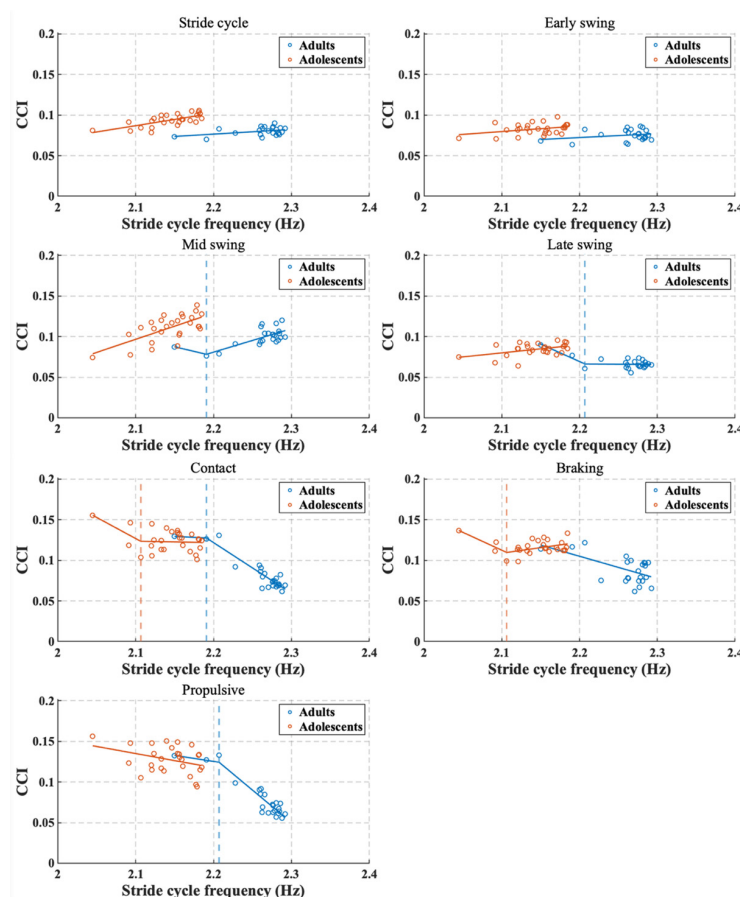 Stride cycle
0.2
0.15
0.1
0.05
0
CCI
Adults
Adolescents
2 2.1 2.2 2.3 2.4
Stride cycle frequency (Hz)
Early swing
0.2
0.15
0.1
0.05
0
CCI
Adults
Adolescents
2 2.1 2.2 2.3 2.4
Stride cycle frequency (Hz)
Mid swing
0.2
0.15
0.1
0.05
0
CCI
Adults
Adolescents
2 2.1 2.2 2.3 2.4
Stride cycle frequency (Hz)
Late swing
0.2
0.15
0.1
0.05
0
CCI
Adults
Adolescents
2 2.1 2.2 2.3 2.4
Stride cycle frequency (Hz)
Contact
0.2
0.15
0.1
0.05
0
CCI
Adults
Adolescents
2 2.1 2.2 2.3 2.4
Stride cycle frequency (Hz)
Braking
0.2
0.15
0.1
0.05
0
CCI
Adults
Adolescents
2 2.1 2.2 2.3 2.4
Stride cycle frequency (Hz)
Propulsive
0.2
0.15
0.1
0.05
0
CCI
Adults
Adolescents
2 2.1 2.2 2.3 2.4
Stride cycle frequency (Hz)